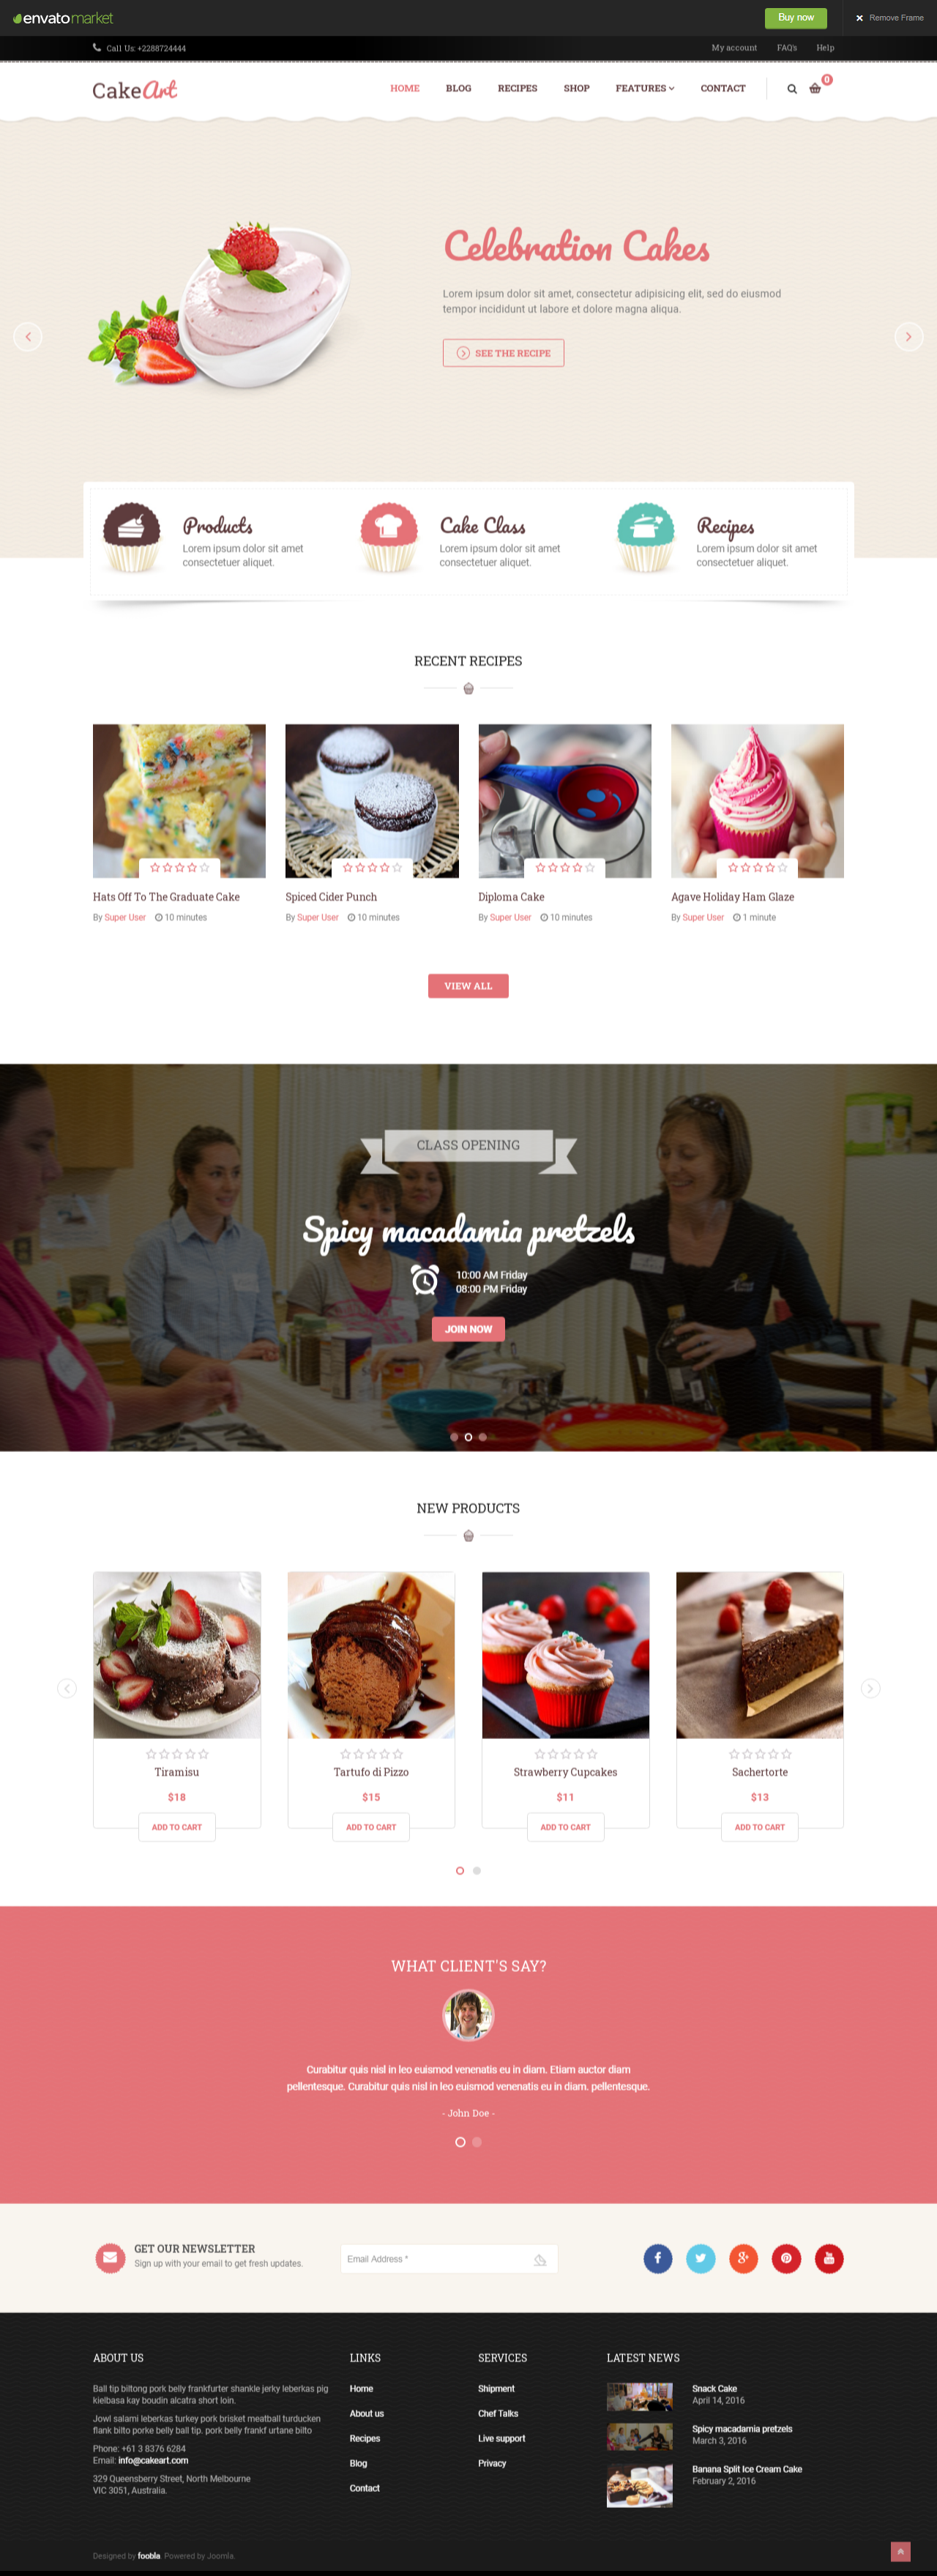 envatomarket
Buy now
Remove Frame
Call Us: +2288724444
My account FAQ's Help
CakeArt
HOME BLOG RECIPES SHOP FEATURES CONTACT
0
Celebration Cakes
Lorem ipsum dolor sit amet, consectetur adipisicing elit, sed do eiusmod
tempor incididunt ut labore et dolore magna aliqua.
SEE THE RECIPE
Products
Lorem ipsum dolor sit amet
consectetuer aliquet.
Cake Class
Lorem ipsum dolor sit amet
consectetuer aliquet.
Recipes
Lorem ipsum dolor sit amet
consectetuer aliquet.
RECENT RECIPES
Hats Off To The Graduate Cake
By Super User 10 minutes
Spiced Cider Punch
By Super User 10 minutes
Diploma Cake
By Super User 10 minutes
Agave Holiday Ham Glaze
By Super User 1 minute
VIEW ALL
CLASS OPENING
Spicy macadamia pretzels
10:00 AM Friday
08:00 PM Friday
JOIN NOW
NEW PRODUCTS
Tiramisu
$18
ADD TO CART
Tartufo di Pizzo
$15
ADD TO CART
Strawberry Cupcakes
$11
ADD TO CART
Sachertorte
$13
ADD TO CART
WHAT CLIENT'S SAY?
Curabitur quis nisl in leo euismod venenatis eu in diam. Etiam auctor diam
pellentesque. Curabitur quis nisl in leo euismod venenatis eu in diam. pellentesque.
- John Doe -
GET OUR NEWSLETTER
Sign up with your email to get fresh updates.
Email Address *
ABOUT US
Ball tip biltong pork belly frankfurter shankle jerky leberkas pig
kielbasa kay boudin alcatra short loin.
Jowl salami leberkas turkey pork brisket meatball turducken
flank bilto porke belly ball tip. pork belly frankf urtane bilto
Phone: +61 3 8376 6284
Email: info@cakeart.com
329 Queensberry Street, North Melbourne
VIC 3051, Australia.
LINKS
Home
About us
Recipes
Blog
Contact
SERVICES
Shipment
Chef Talks
Live support
Privacy
LATEST NEWS
Snack Cake
April 14, 2016
Spicy macadamia pretzels
March 3, 2016
Banana Split Ice Cream Cake
February 2, 2016
Designed by foobla. Powered by Joomla.